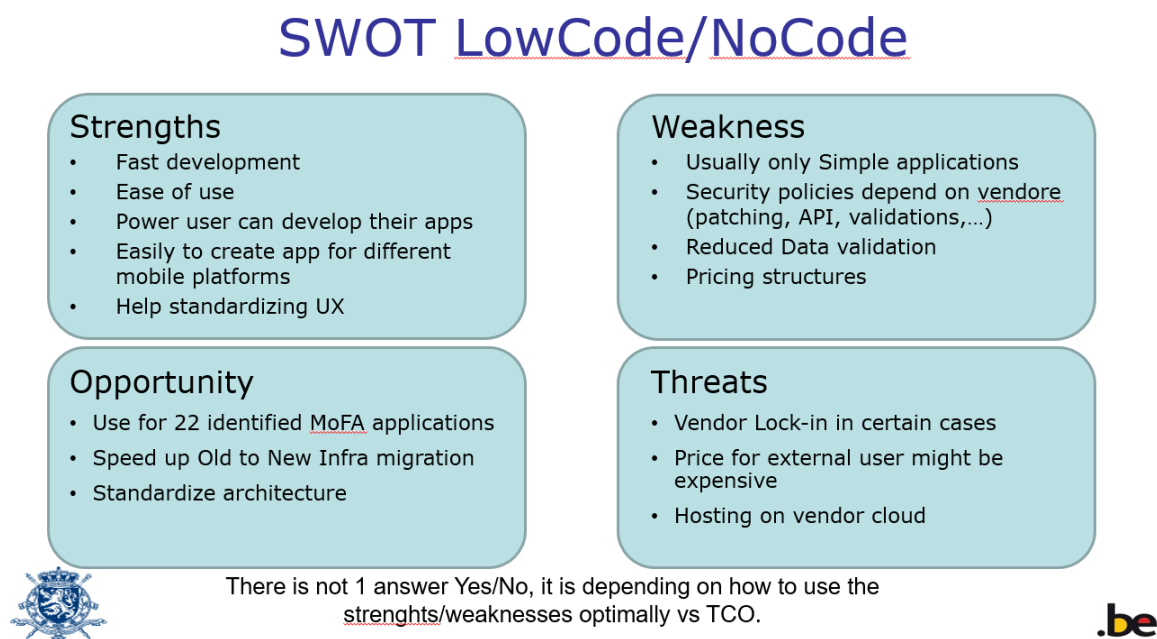 SWOT LowCode/NoCode
Strengths
• Fast development
• Ease of use
• Power user can develop their apps
• Easily to create app for different
mobile platforms
• Help standardizing UX
Weakness
• Usually only Simple applications
• Security policies depend on vendore
(patching, API, validations,...)
• Reduced Data validation
• Pricing structures
Opportunity
• Use for 22 identified MoFA applications
• Speed up Old to New Infra migration
• Standardize architecture
Threats
• Vendor Lock-in in certain cases
• Price for external user might be
expensive
• Hosting on vendor cloud
There is not 1 answer Yes/No, it is depending on how to use the
strenghts/weaknesses optimally vs TCO.
.be